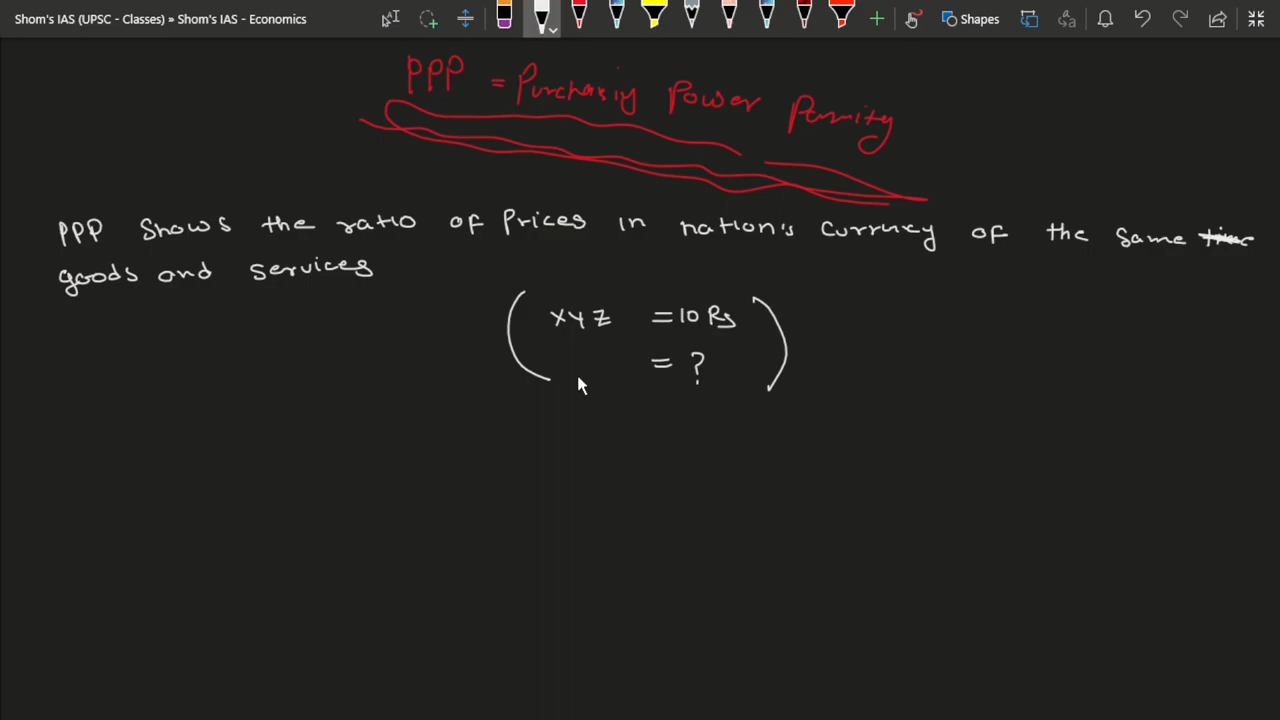 Shom's IAS (UPSC - Classes) » Shom's IAS - Economics
Shapes
PPP = Purchasing Power Parrity
PPP shows the ratio of Prices in nation's currency of the same
goods and services
XYZ = 10 Rs
= ?